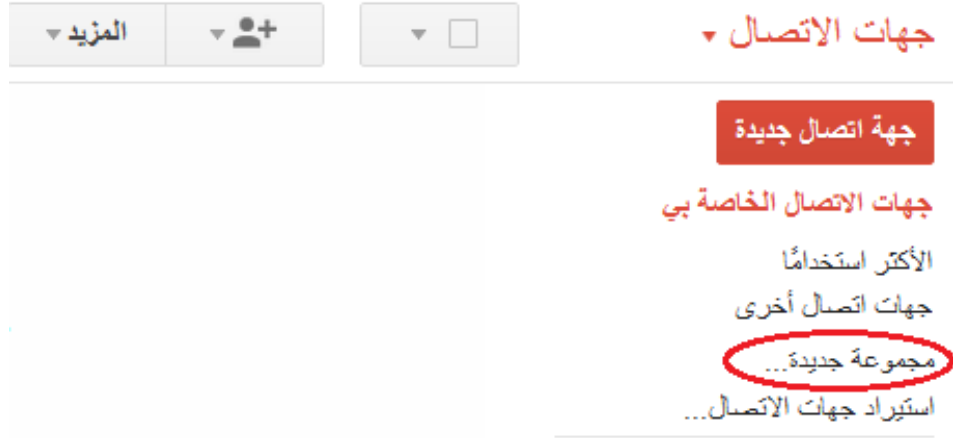 جهات الاتصال
المزيد
جهة اتصال جديدة
جهات الاتصال الخاصة بي
الأكثر استخدامًا
جهات اتصال أخرى
مجموعة جديدة...
استيراد جهات الاتصال...